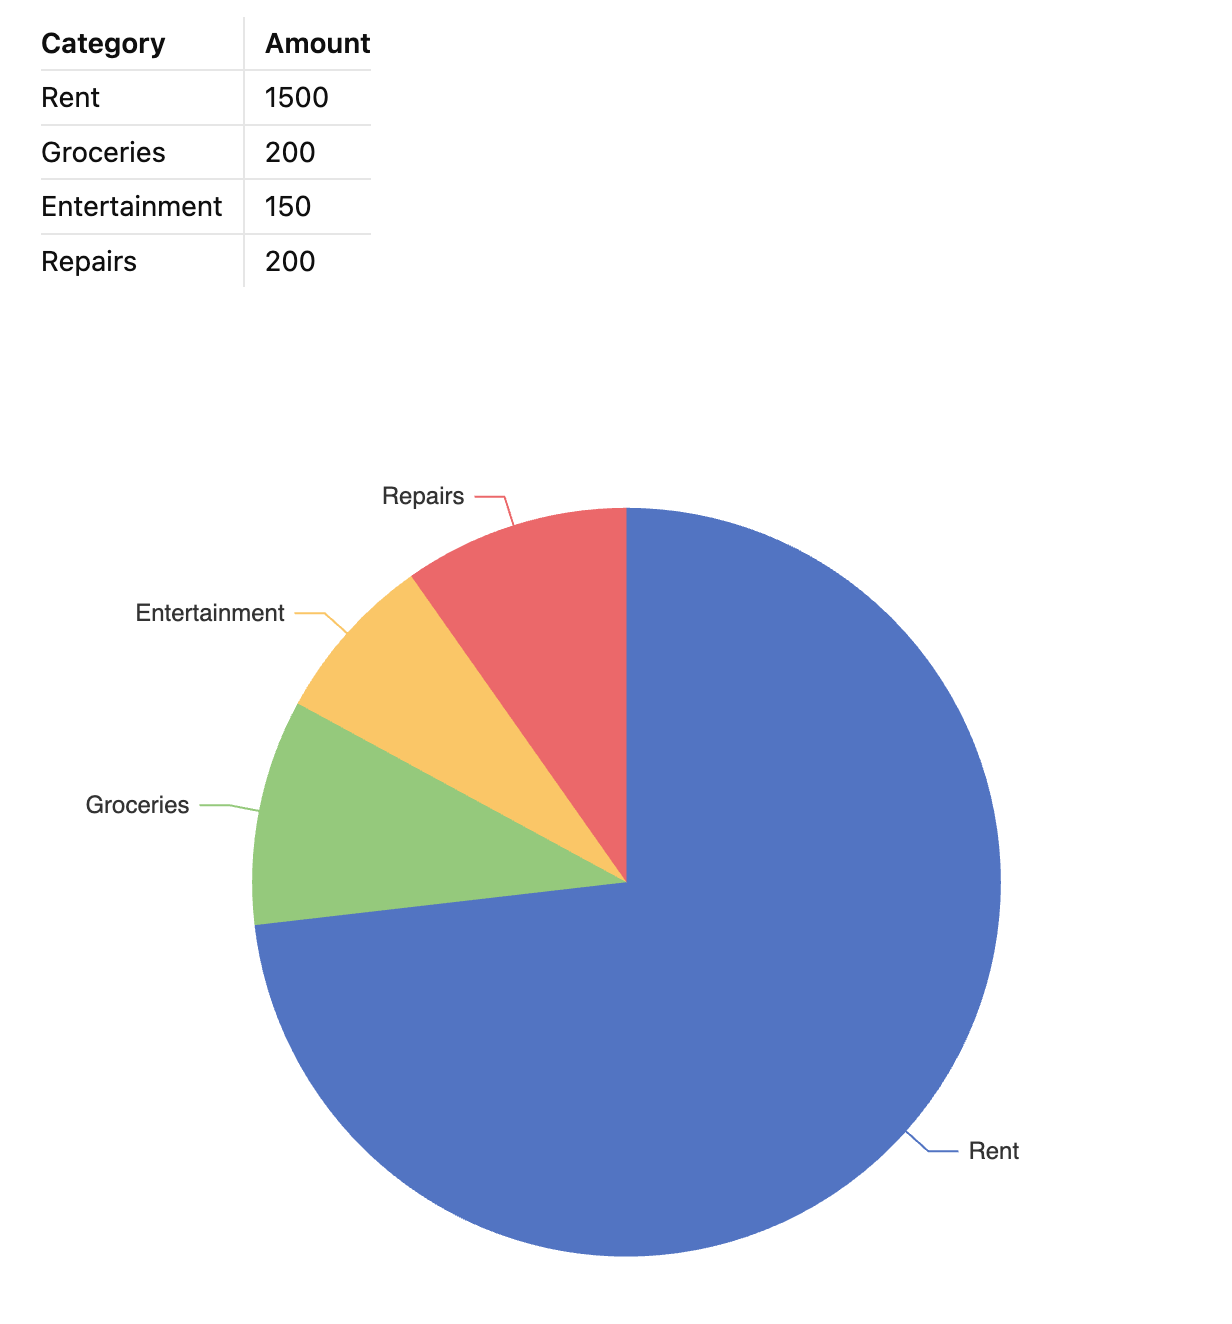 Category Amount
Rent 1500
Groceries 200
Entertainment 150
Repairs 200
Repairs
Entertainment
Groceries
Rent